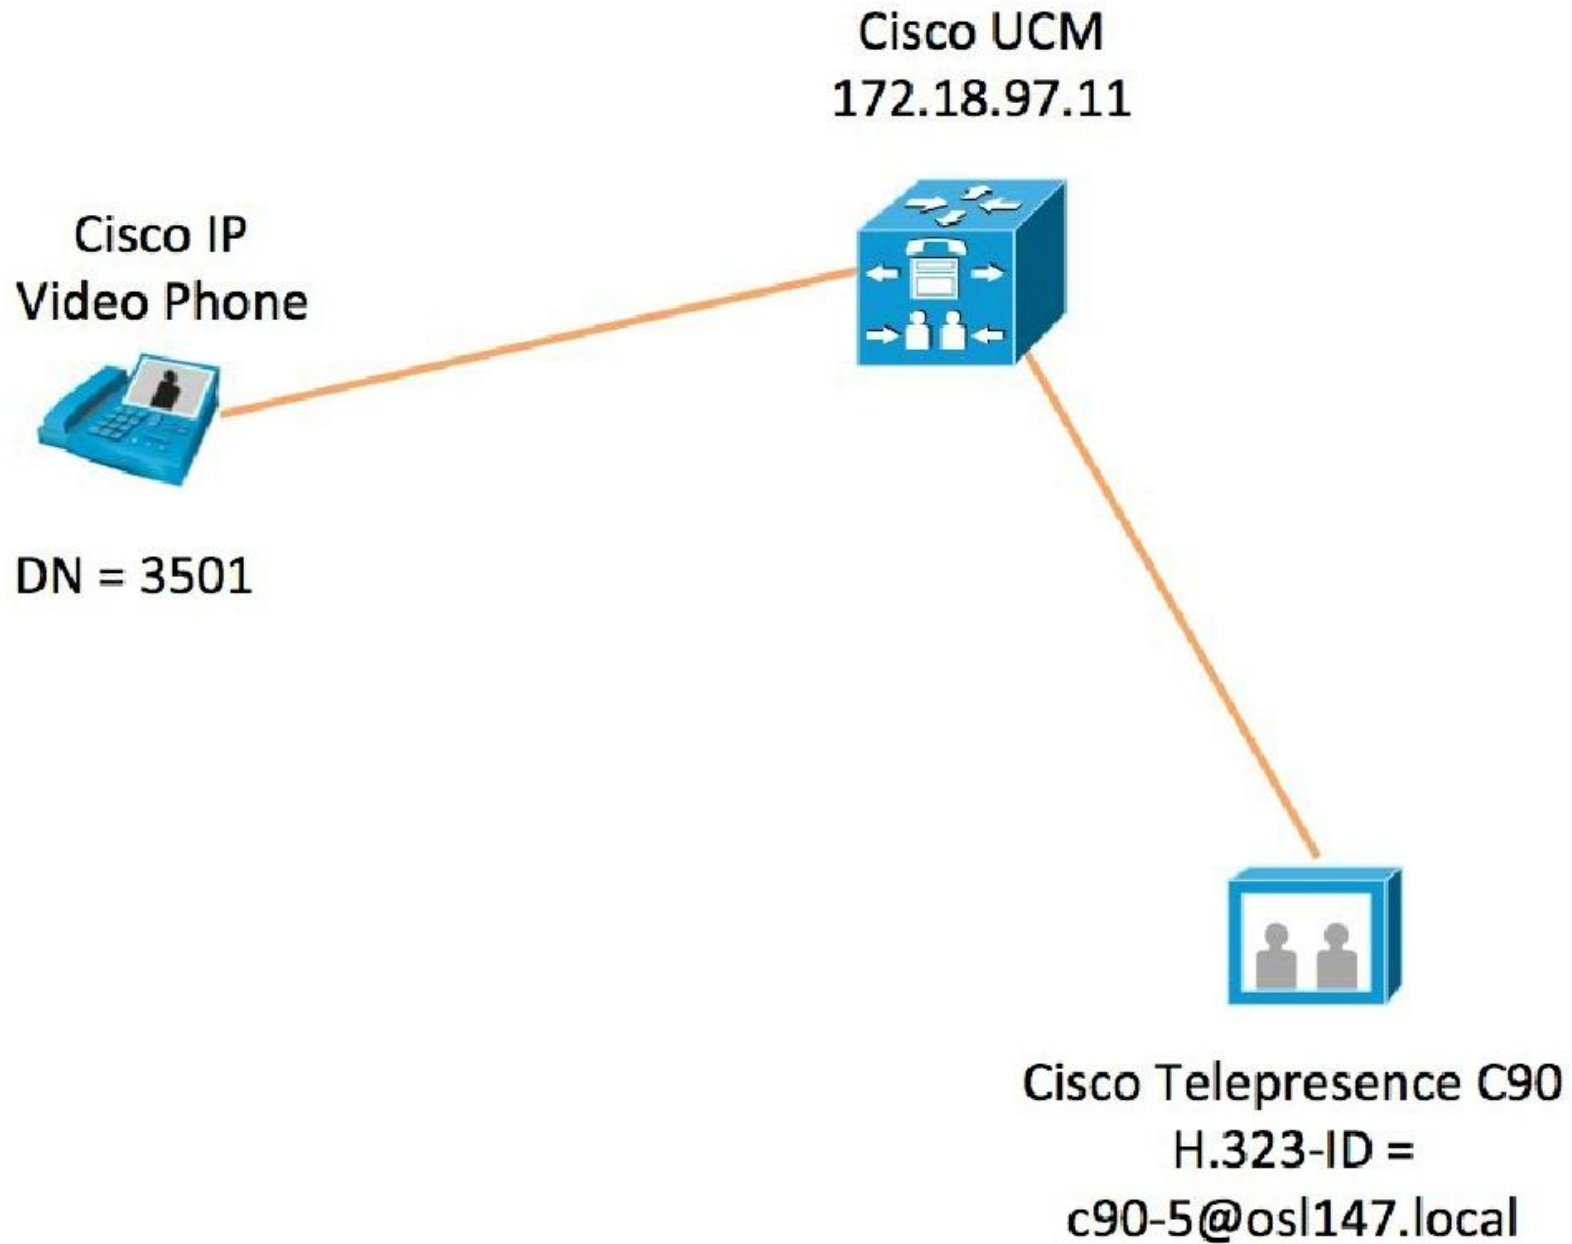 Cisco UCM
172.18.97.11
Cisco IP
Video Phone
DN = 3501
Cisco Telepresence C90
H.323-ID =
c90-5@osl147.local